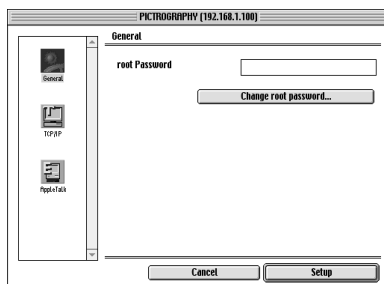 PICTROGRAPHY (192.168.1.100)
General
General
TCP/IP
AppleTalk
root Password
Change root password...
Cancel
Setup